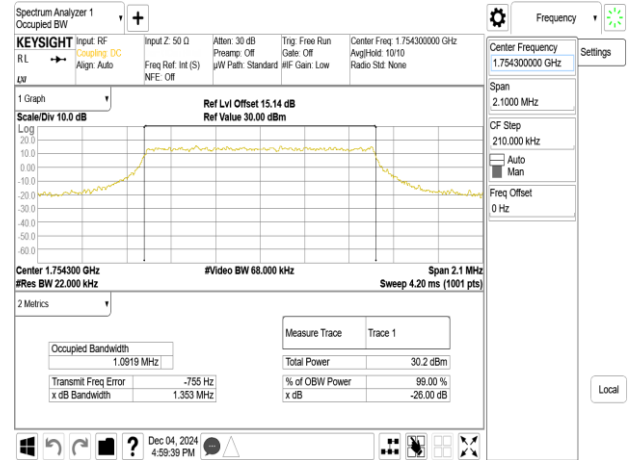 Spectrum Analyzer 1
Occupied BW
Frequency
KEYSIGHT
RL
LXI
Input: RF
Coupling: DC
Align: Auto
Input Z: 50 Ω
Freq Ref: Int (S)
NFE: Off
Atten: 30 dB
Preamp: Off
µW Path: Standard
Trig: Free Run
Gate: Off
#IF Gain: Low
Center Freq: 1.754300000 GHz
Avg|Hold: 10/10
Radio Std: None
Center Frequency
1.754300000 GHz
Settings
Span
2.1000 MHz
CF Step
210.000 kHz
Auto
Man
Freq Offset
0 Hz
Local
1 Graph
Scale/Div 10.0 dB
Ref Lvl Offset 15.14 dB
Ref Value 30.00 dBm
Log
20.0
10.0
0.00
-10.0
-20.0
-30.0
-40.0
-50.0
-60.0
Center 1.754300 GHz
#Res BW 22.000 kHz
#Video BW 68.000 kHz
Span 2.1 MHz
Sweep 4.20 ms (1001 pts)
2 Metrics
Measure Trace Trace 1
Occupied Bandwidth
1.0919 MHz
Total Power 30.2 dBm
Transmit Freq Error -755 Hz
% of OBW Power 99.00 %
x dB Bandwidth 1.353 MHz
x dB -26.00 dB
?
Dec 04, 2024
4:59:39 PM